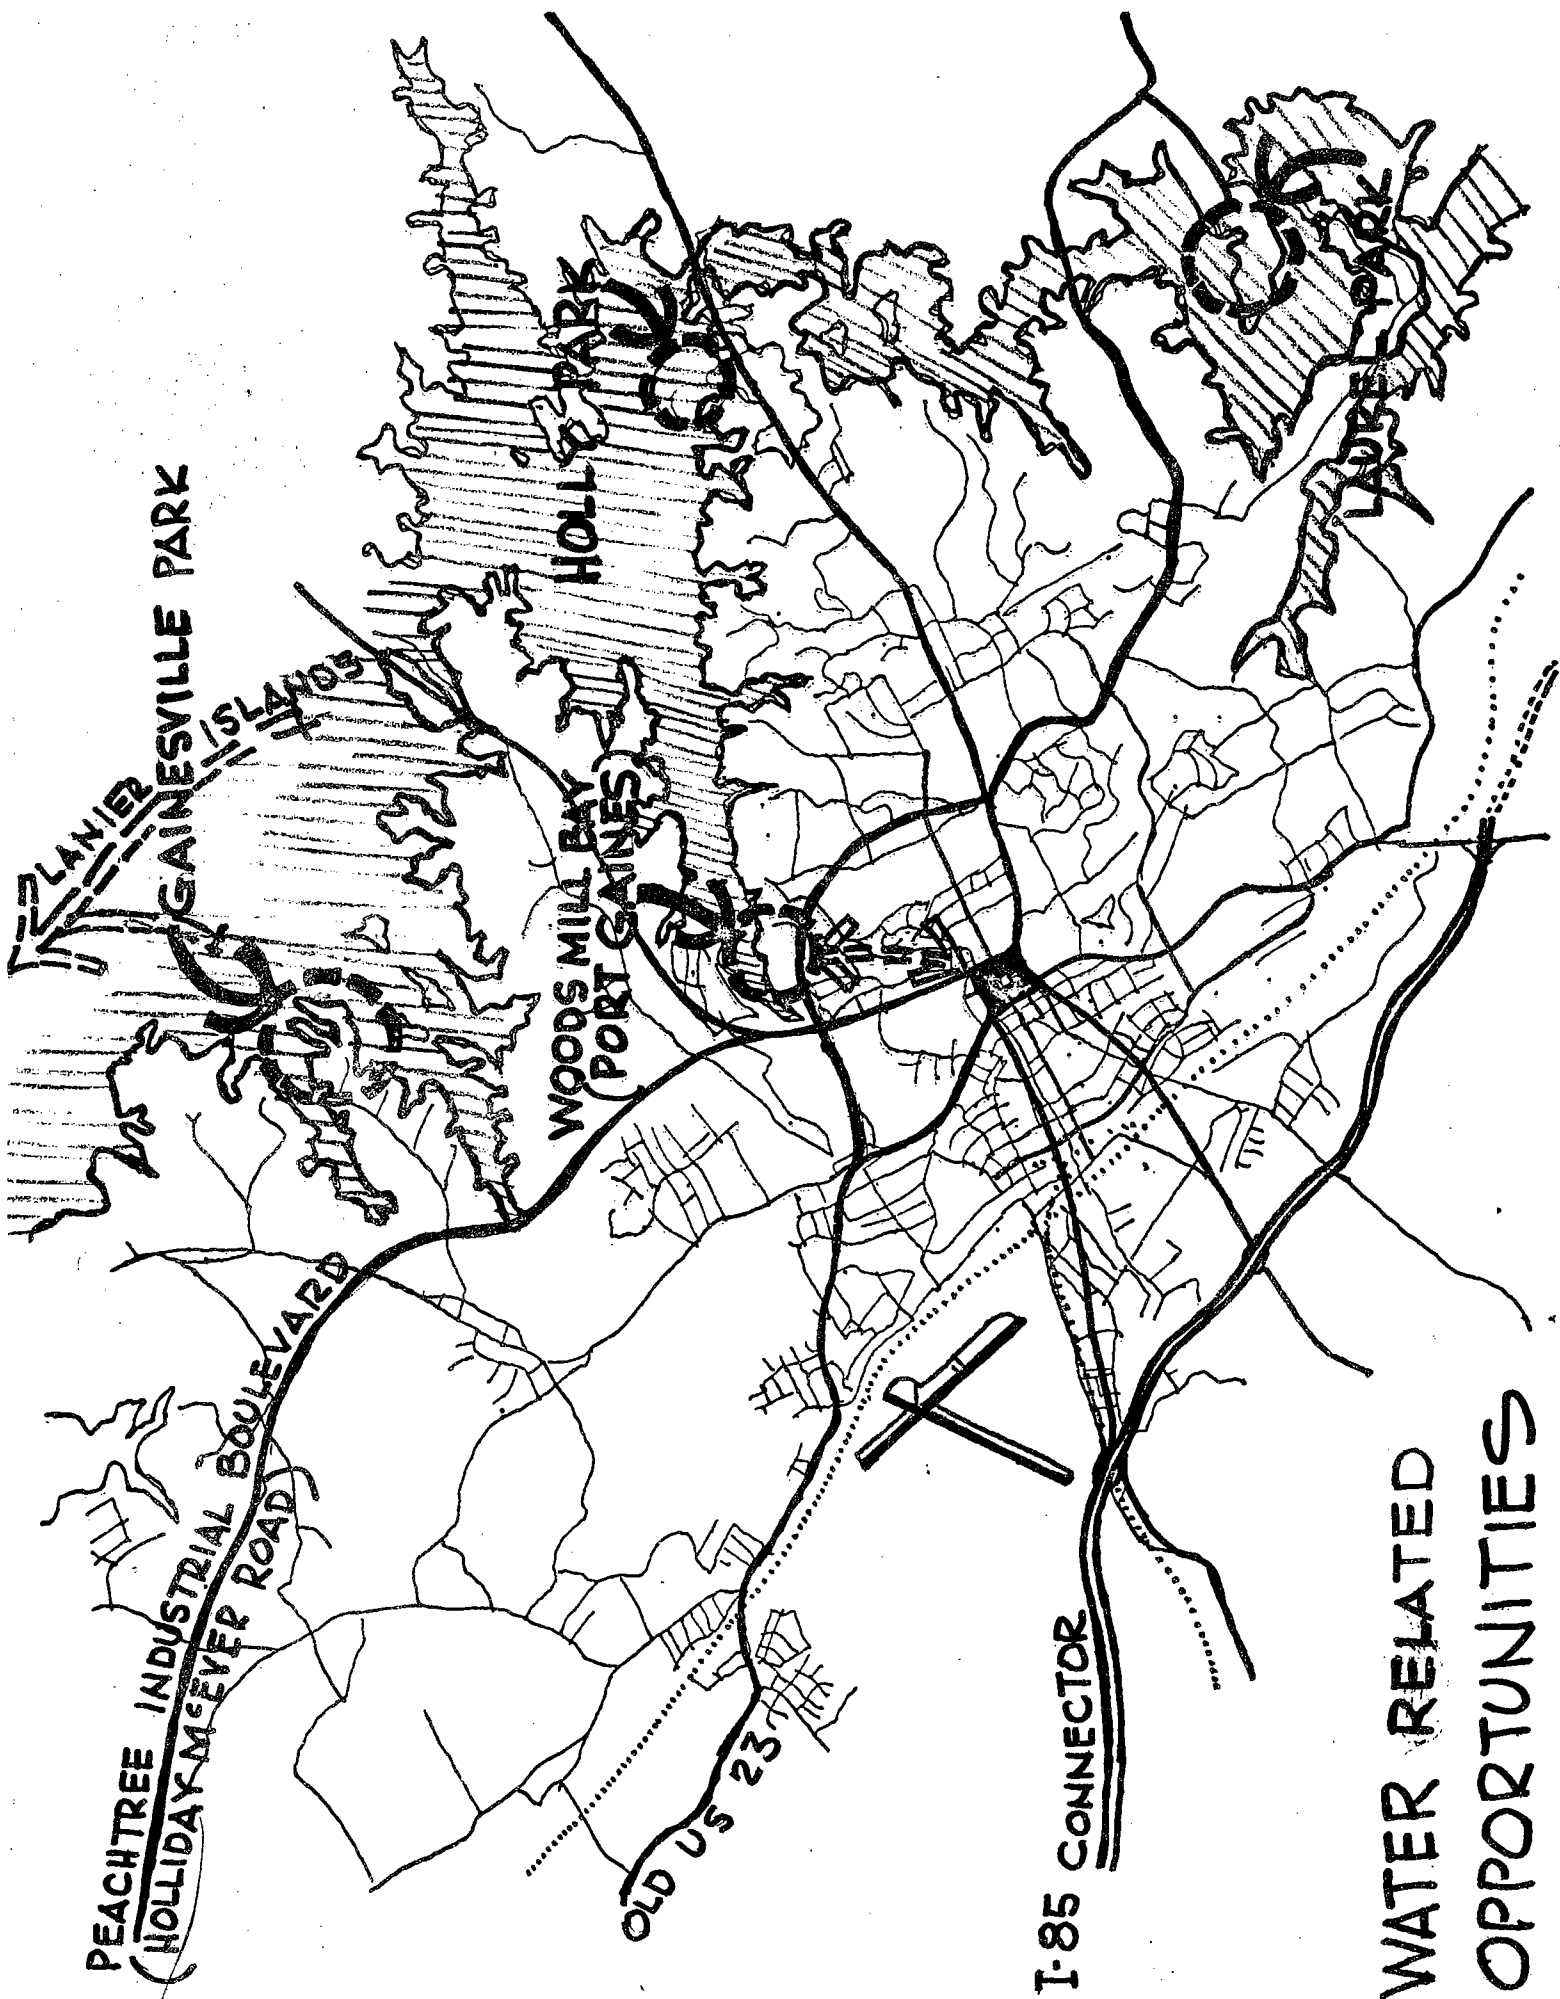 LANIER ISLANDS
GAINESVILLE PARK
HOLLY PARK
WOODS MILL BAY
(PORT GAINES)
LAKE PARK
PEACHTREE INDUSTRIAL BOULEVARD
(HOLLIDAY McEVER ROAD)
OLD US 23
I-85 CONNECTOR
WATER RELATED
OPPORTUNITIES